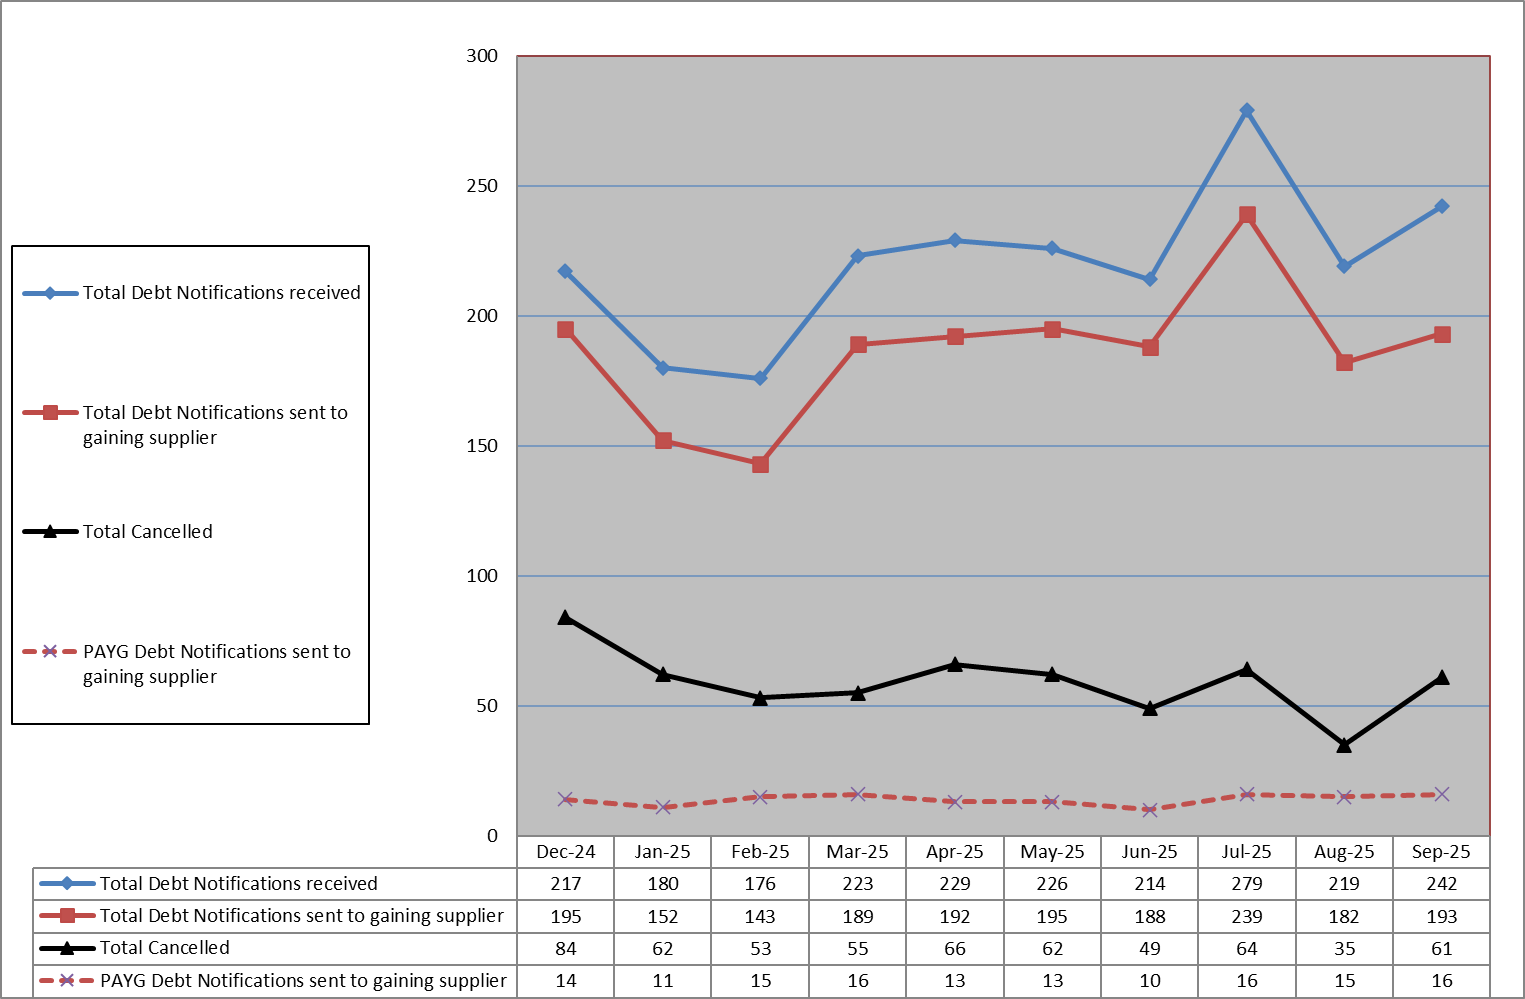 300
250
200
150
100
50
0
Total Debt Notifications received
Total Debt Notifications sent to
gaining supplier
Total Cancelled
PAYG Debt Notifications sent to
gaining supplier
Dec-24 Jan-25 Feb-25 Mar-25 Apr-25 May-25 Jun-25 Jul-25 Aug-25 Sep-25
Total Debt Notifications received 217 180 176 223 229 226 214 279 219 242
Total Debt Notifications sent to gaining supplier 195 152 143 189 192 195 188 239 182 193
Total Cancelled 84 62 53 55 66 62 49 64 35 61
PAYG Debt Notifications sent to gaining supplier 14 11 15 16 13 13 10 16 15 16